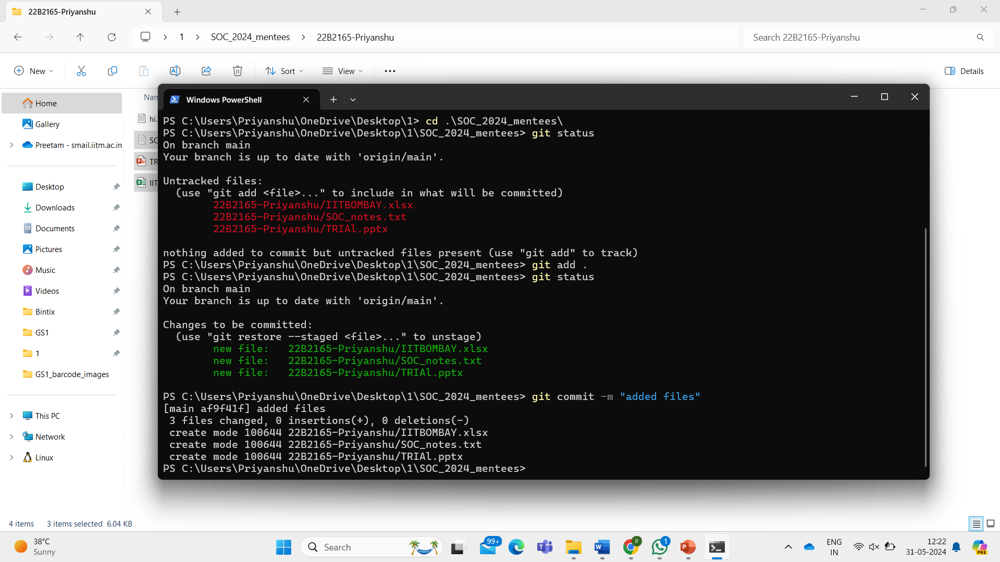 22B2165-Priyanshu
1 SOC_2024_mentees 22B2165-Priyanshu
Search 22B2165-Priyanshu
New
Sort
View
Details
Home
Gallery
Preetam - smail.iitm.ac.in
Desktop
Downloads
Documents
Pictures
Music
Videos
Bintix
GS1
1
GS1_barcode_images
This PC
Network
Linux
Windows PowerShell
PS C:\Users\Priyanshu\OneDrive\Desktop\1> cd .\SOC_2024_mentees\
PS C:\Users\Priyanshu\OneDrive\Desktop\1\SOC_2024_mentees> git status
On branch main
Your branch is up to date with 'origin/main'.
Untracked files:
(use "git add <file>..." to include in what will be committed)
22B2165-Priyanshu/IITBOMBAY.xlsx
22B2165-Priyanshu/SOC_notes.txt
22B2165-Priyanshu/TRIAl.pptx
nothing added to commit but untracked files present (use "git add" to track)
PS C:\Users\Priyanshu\OneDrive\Desktop\1\SOC_2024_mentees> git add .
PS C:\Users\Priyanshu\OneDrive\Desktop\1\SOC_2024_mentees> git status
On branch main
Your branch is up to date with 'origin/main'.
Changes to be committed:
(use "git restore --staged <file>..." to unstage)
new file:   22B2165-Priyanshu/IITBOMBAY.xlsx
new file:   22B2165-Priyanshu/SOC_notes.txt
new file:   22B2165-Priyanshu/TRIAl.pptx
PS C:\Users\Priyanshu\OneDrive\Desktop\1\SOC_2024_mentees> git commit -m "added files"
[main af9f41f] added files
3 files changed, 0 insertions(+), 0 deletions(-)
create mode 100644 22B2165-Priyanshu/IITBOMBAY.xlsx
create mode 100644 22B2165-Priyanshu/SOC_notes.txt
create mode 100644 22B2165-Priyanshu/TRIAl.pptx
PS C:\Users\Priyanshu\OneDrive\Desktop\1\SOC_2024_mentees>
4 items 3 items selected 6.04 KB
38°C
Sunny
Search
99+
1
ENG
IN
12:22
31-05-2024
PRE